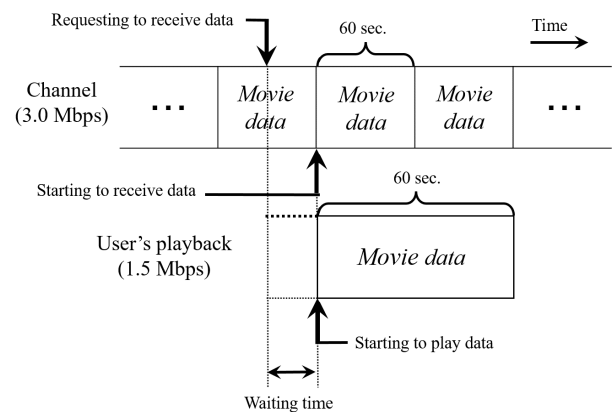 Requesting to receive data
60 sec.
Time
Channel
(3.0 Mbps)
...
Movie
data
Movie
data
Movie
data
...
Starting to receive data
60 sec.
User's playback
(1.5 Mbps)
Movie data
Starting to play data
Waiting time